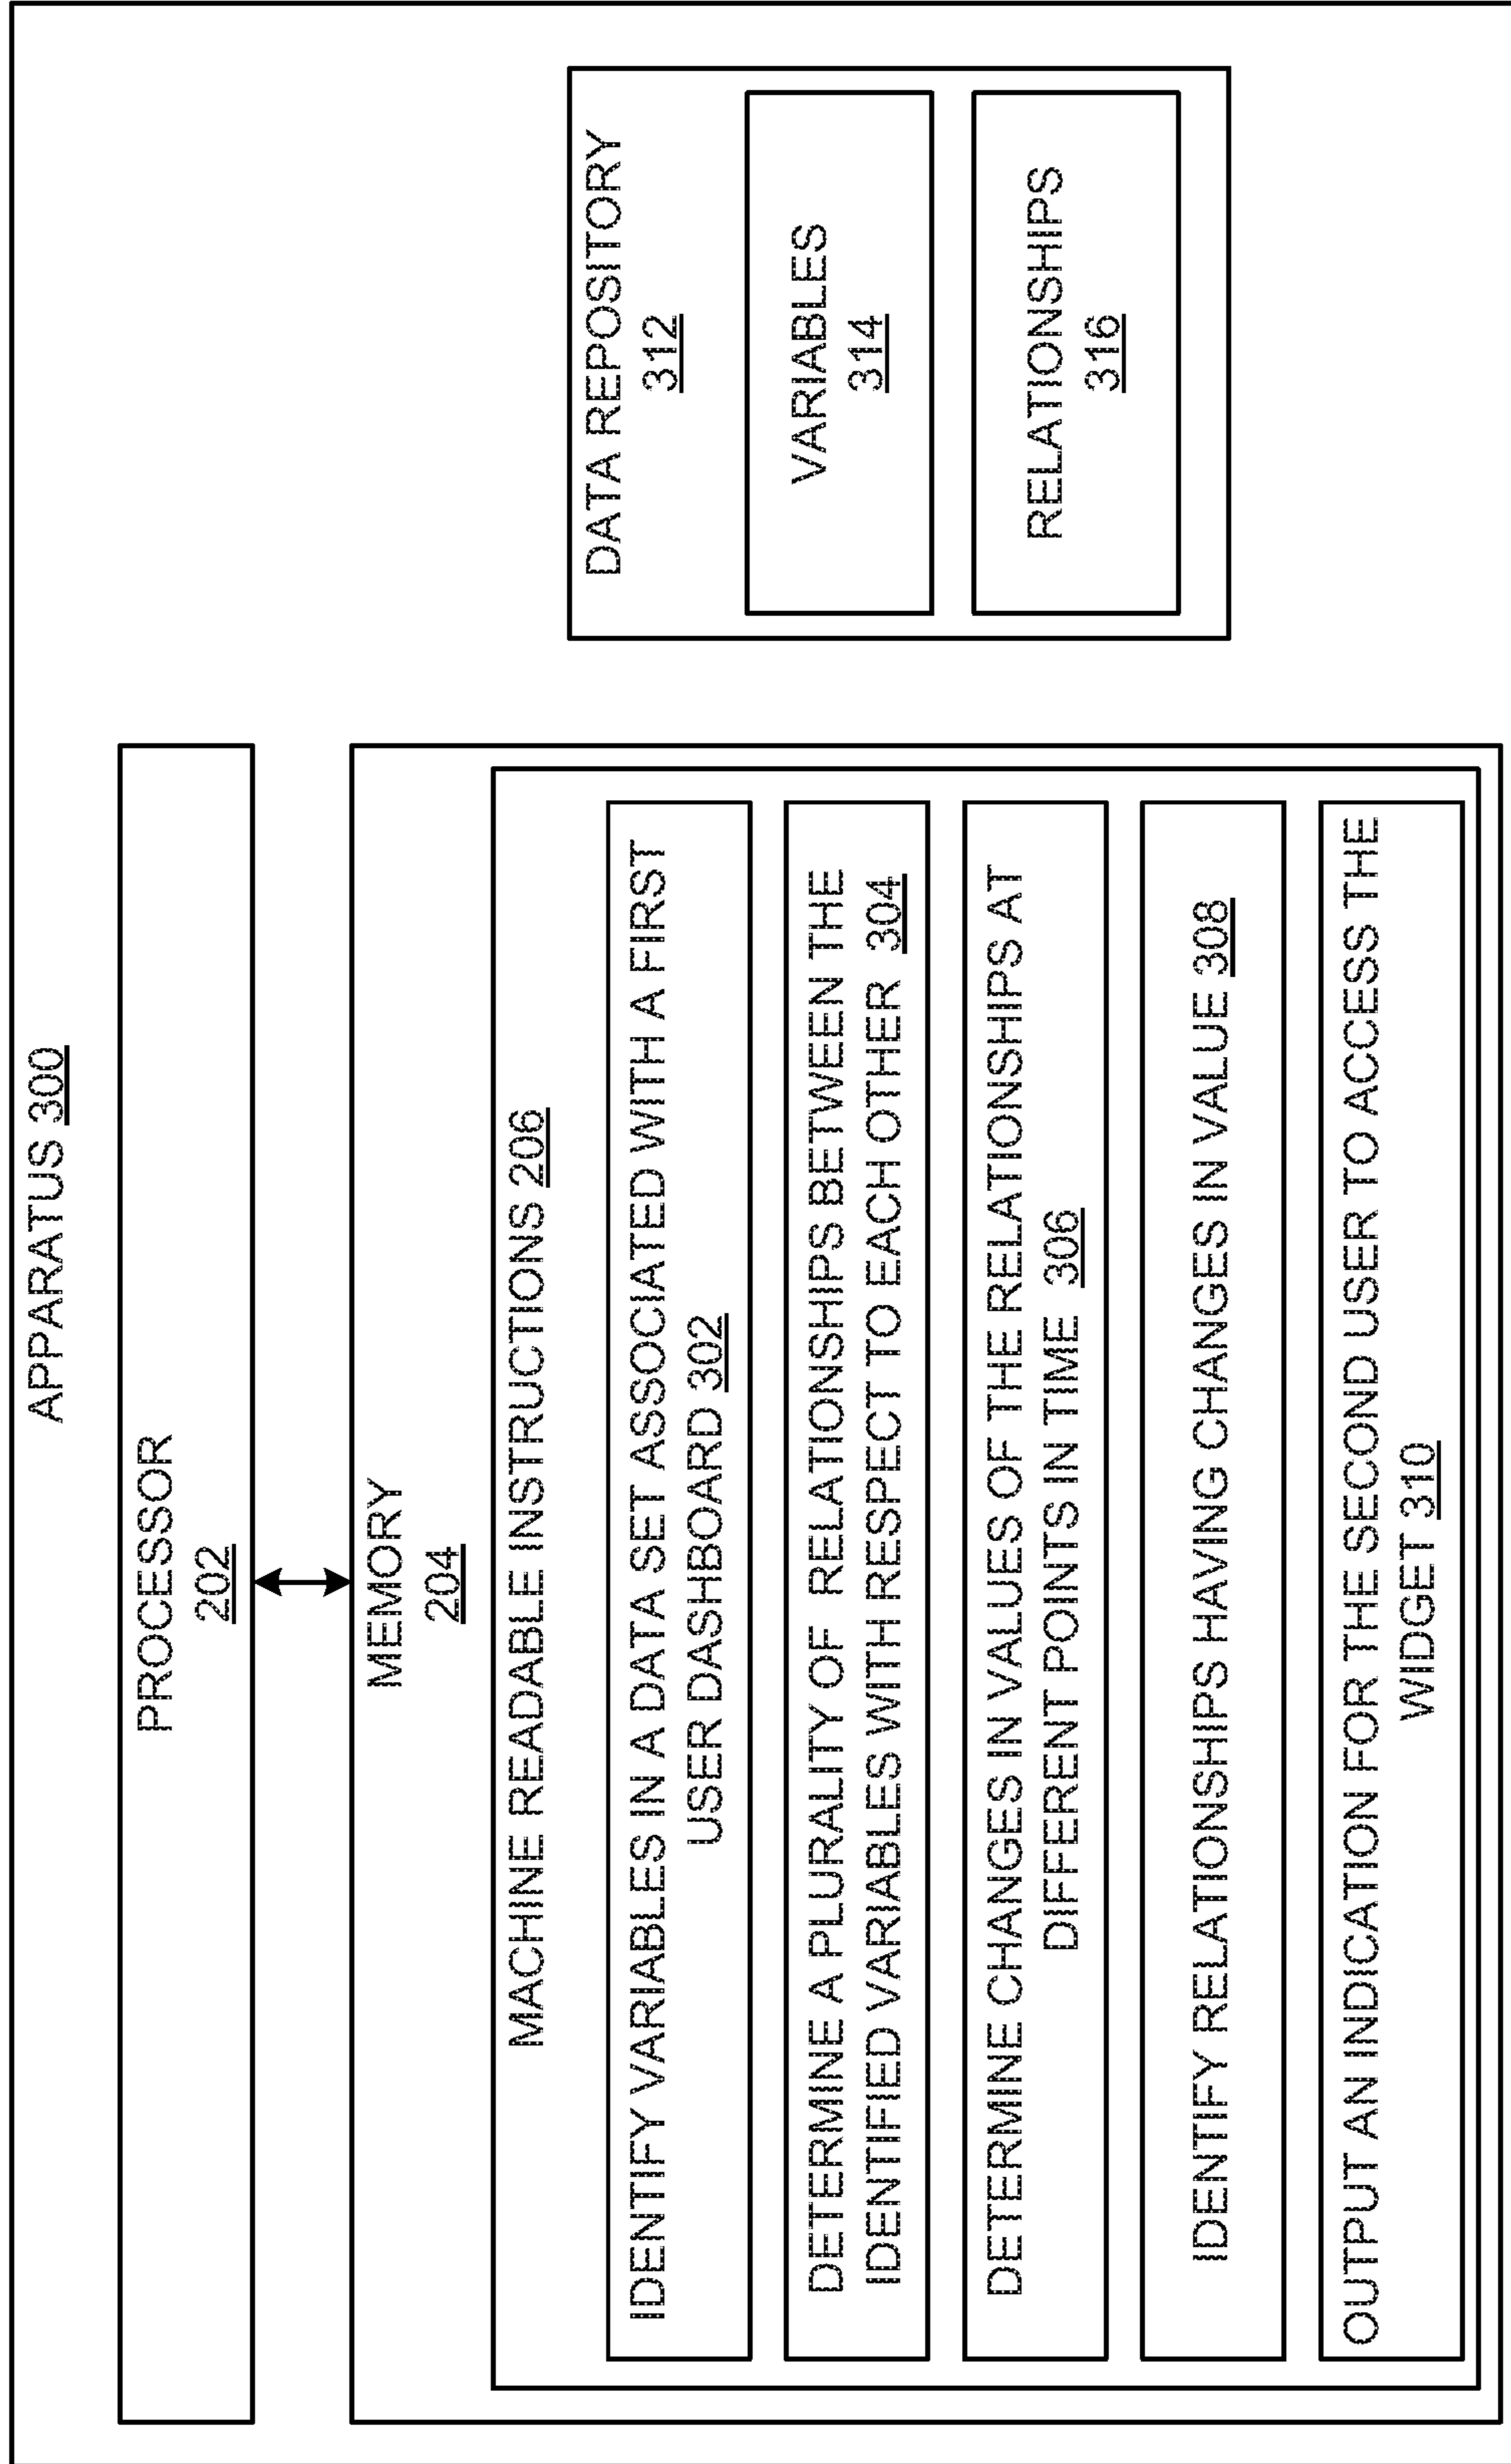 APPARATUS 300
PROCESSOR
202
MEMORY
204
MACHINE READABLE INSTRUCTIONS 206
IDENTIFY VARIABLES IN A DATA SET ASSOCIATED WITH A FIRST
USER DASHBOARD 302
DETERMINE A PLURALITY OF RELATIONSHIPS BETWEEN THE
IDENTIFIED VARIABLES WITH RESPECT TO EACH OTHER 304
DETERMINE CHANGES IN VALUES OF THE RELATIONSHIPS AT
DIFFERENT POINTS IN TIME 306
IDENTIFY RELATIONSHIPS HAVING CHANGES IN VALUE 308
OUTPUT AN INDICATION FOR THE SECOND USER TO ACCESS THE
WIDGET 310
DATA REPOSITORY
312
VARIABLES
314
RELATIONSHIPS
316